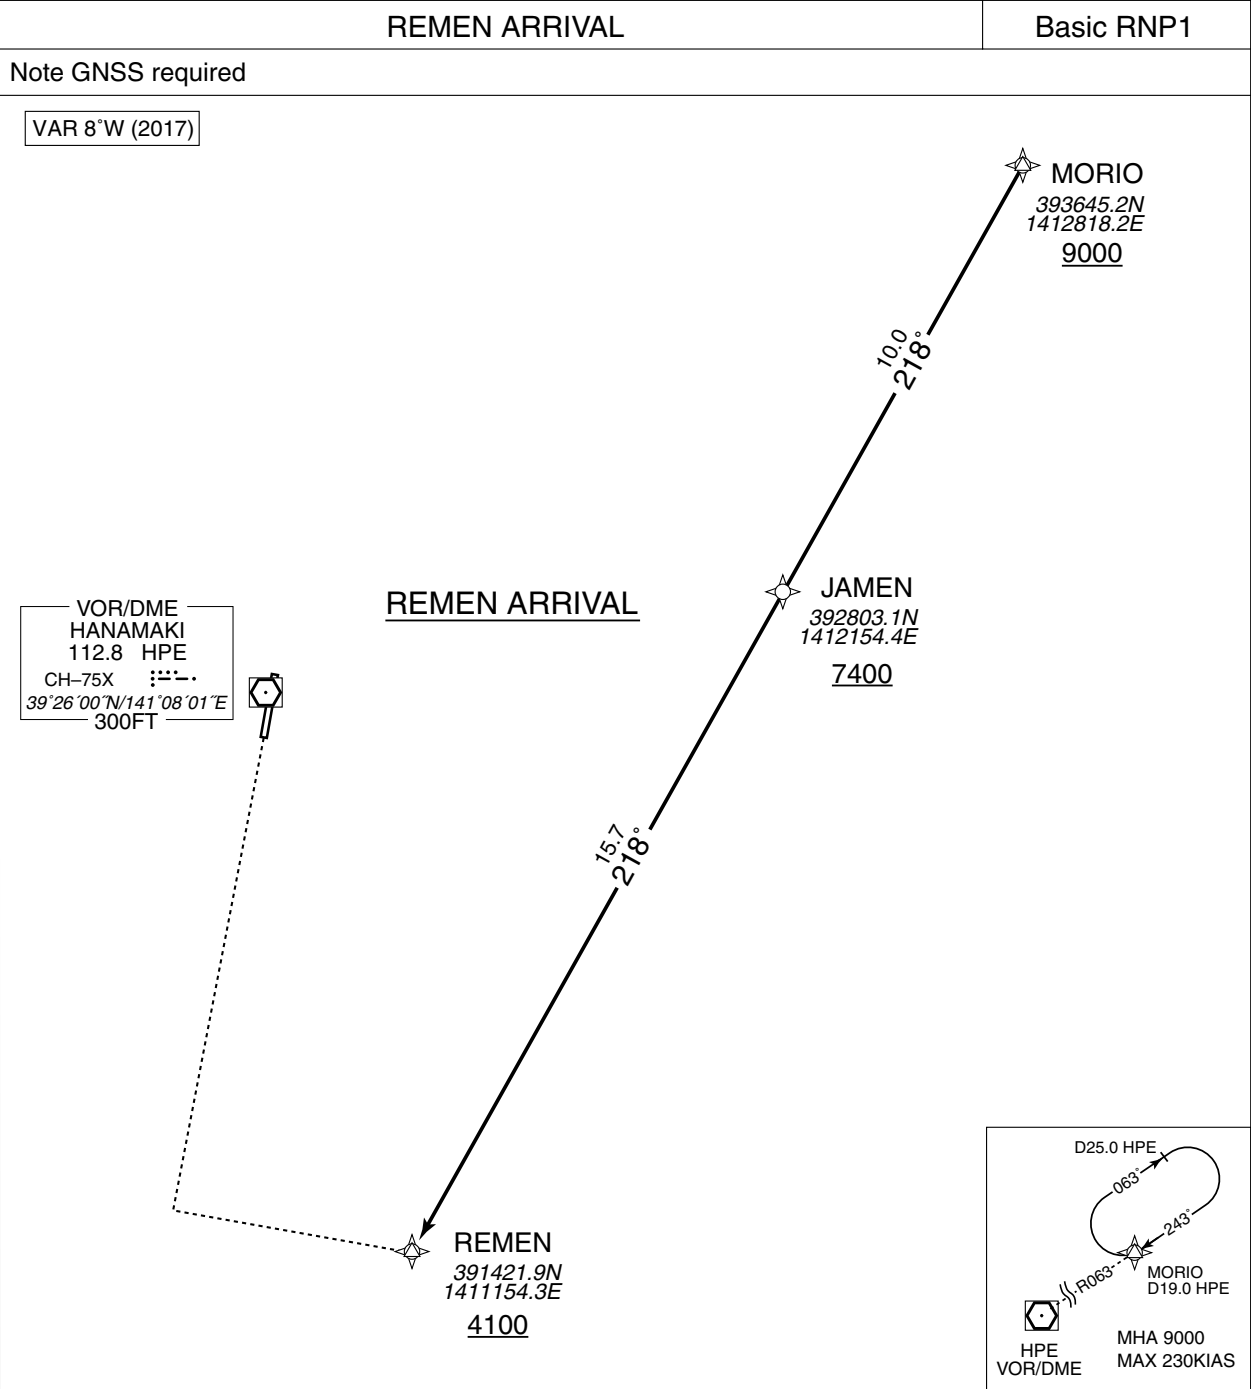 REMEN ARRIVAL
Basic RNP1
Note GNSS required
VAR 8°W (2017)
MORIO
393645.2N
1412818.2E
9000
10.0
218°
JAMEN
392803.1N
1412154.4E
7400
REMEN ARRIVAL
VOR/DME
HANAMAKI
112.8 HPE
CH–75X
39°26′00″N/141°08′01″E
300FT
15.7
218°
REMEN
391421.9N
1411154.3E
4100
D25.0 HPE
063°
243°
R063
MORIO
D19.0 HPE
HPE
VOR/DME
MHA 9000
MAX 230KIAS